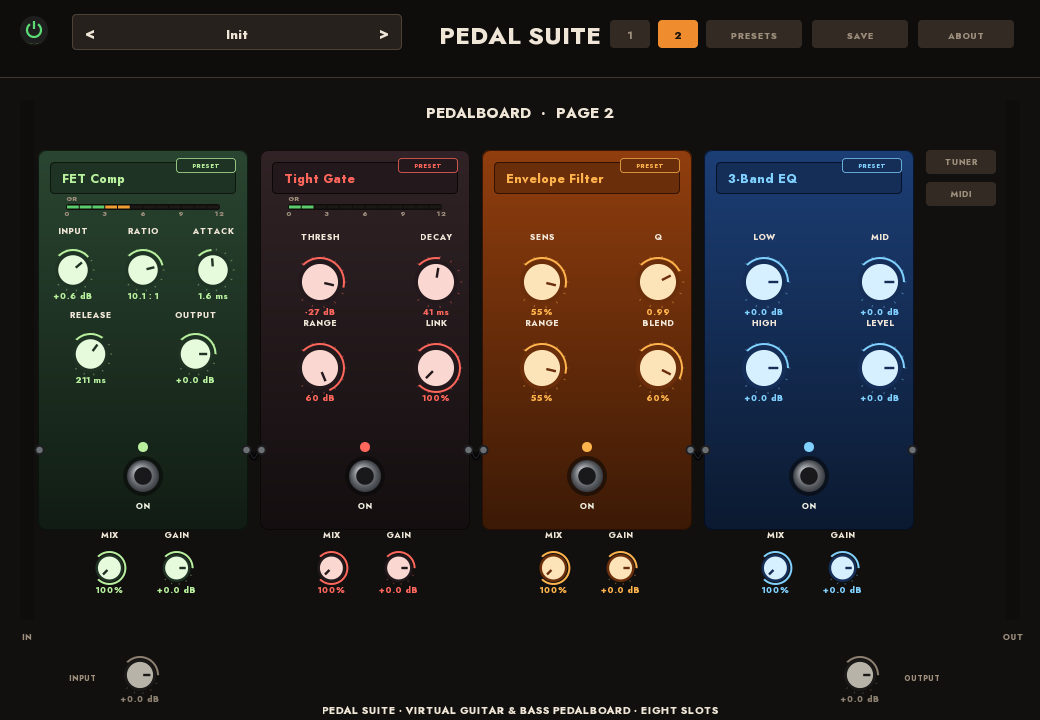 < Init >
PEDAL SUITE 1 2 PRESETS SAVE ABOUT
PEDALBOARD · PAGE 2
PRESET PRESET PRESET PRESET
FET Comp Tight Gate Envelope Filter 3-Band EQ
TUNER
MIDI
GR GR
0 3 6 9 12 0 3 6 9 12
INPUT RATIO ATTACK
THRESH DECAY SENS Q LOW MID
+0.6 dB 10.1 : 1 1.6 ms
-27 dB 41 ms 55% 0.99 +0.0 dB +0.0 dB
RELEASE OUTPUT
RANGE LINK RANGE BLEND HIGH LEVEL
211 ms +0.0 dB
60 dB 100% 55% 60% +0.0 dB +0.0 dB
ON ON ON ON
MIX GAIN MIX GAIN MIX GAIN MIX GAIN
100% +0.0 dB 100% +0.0 dB 100% +0.0 dB 100% +0.0 dB
IN OUT
INPUT OUTPUT
+0.0 dB +0.0 dB
PEDAL SUITE · VIRTUAL GUITAR & BASS PEDALBOARD · EIGHT SLOTS